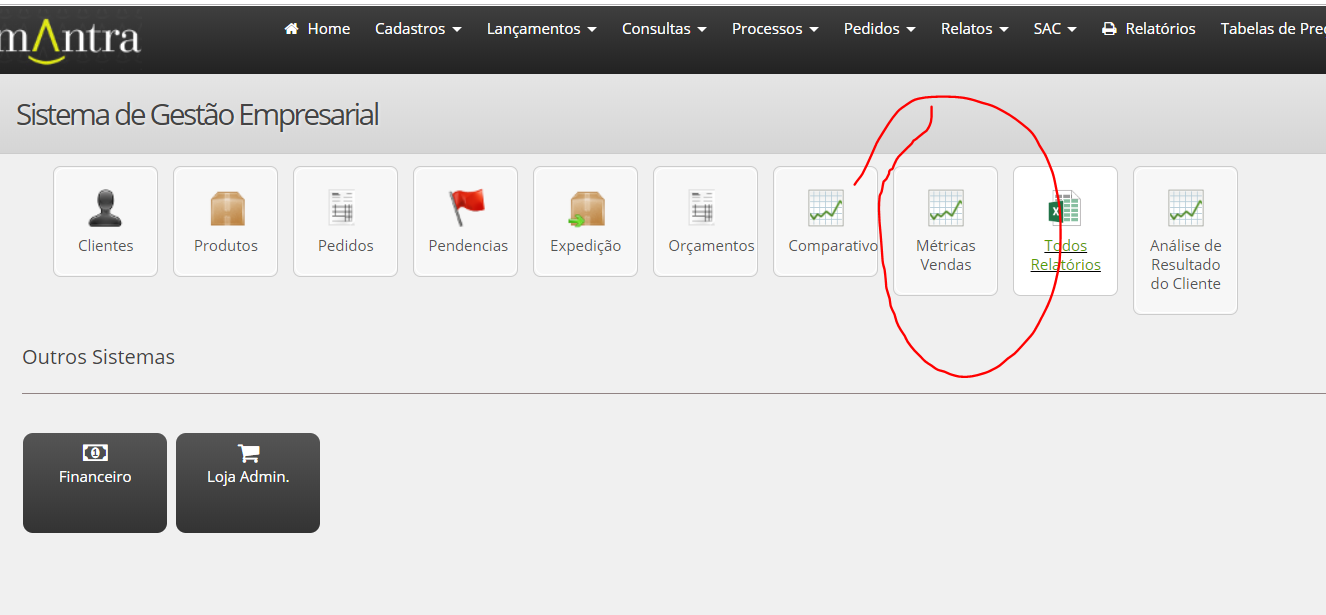 mantra
Home Cadastros Lançamentos Consultas Processos Pedidos Relatos SAC Relatórios Tabelas de
Sistema de Gestão Empresarial
Clientes
Produtos
Pedidos
Pendencias
Expedição
Orçamentos
Comparativo
Métricas
Vendas
Todos
Relatórios
Análise de
Resultado
do Cliente
Outros Sistemas
Financeiro
Loja Admin.